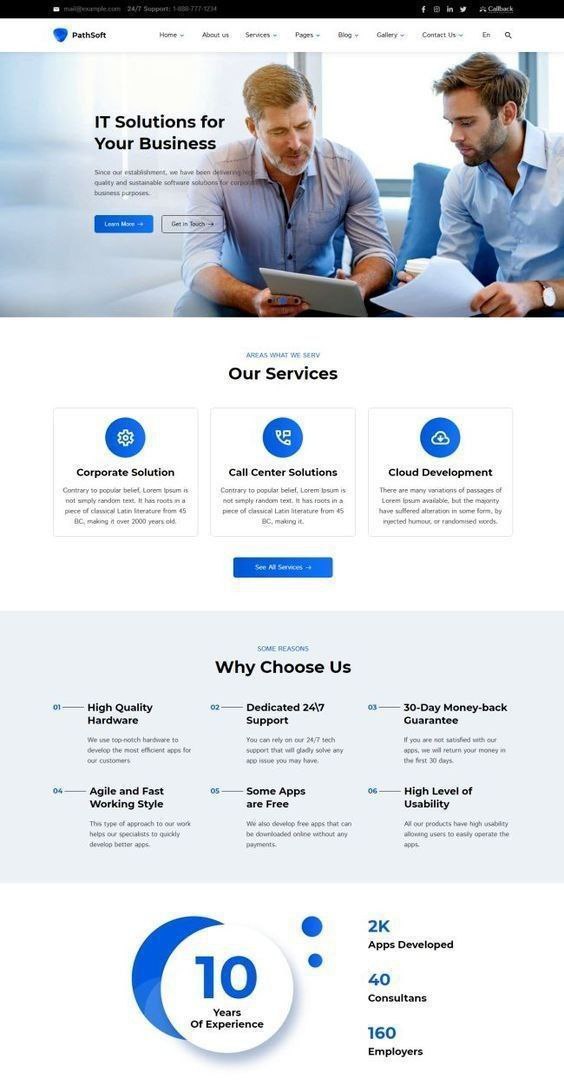 mail@example.com 24/7 Support: 1-888-777-1234 Callback
PathSoft Home About us Services Pages Blog Gallery Contact Us En
IT Solutions for
Your Business
Since our establishment, we have been delivering high-
quality and sustainable software solutions for corporate
business purposes.
Learn More → Get in Touch →
AREAS WHAT WE SERV
Our Services
Corporate Solution
Contrary to popular belief, Lorem Ipsum is
not simply random text. It has roots in a
piece of classical Latin literature from 45
BC, making it over 2000 years old.
Call Center Solutions
Contrary to popular belief, Lorem Ipsum is
not simply random text. It has roots in a
piece of classical Latin literature from 45
BC, making it.
Cloud Development
There are many variations of passages of
Lorem Ipsum available, but the majority
have suffered alteration in some form, by
injected humour, or randomised words.
See All Services →
SOME REASONS
Why Choose Us
01 High Quality
Hardware
We use top-notch hardware to
develop the most efficient apps for
our customers
02 Dedicated 24\7
Support
You can rely on our 24/7 tech
support that will gladly solve any
app issue you may have.
03 30-Day Money-back
Guarantee
If you are not satisfied with our
apps, we will return your money in
the first 30 days.
04 Agile and Fast
Working Style
This type of approach to our work
helps our specialists to quickly
develop better apps.
05 Some Apps
are Free
We also develop free apps that can
be downloaded online without any
payments.
06 High Level of
Usability
All our products have high usability
allowing users to easily operate the
apps.
10
Years
Of Experience
2K
Apps Developed
40
Consultans
160
Employers